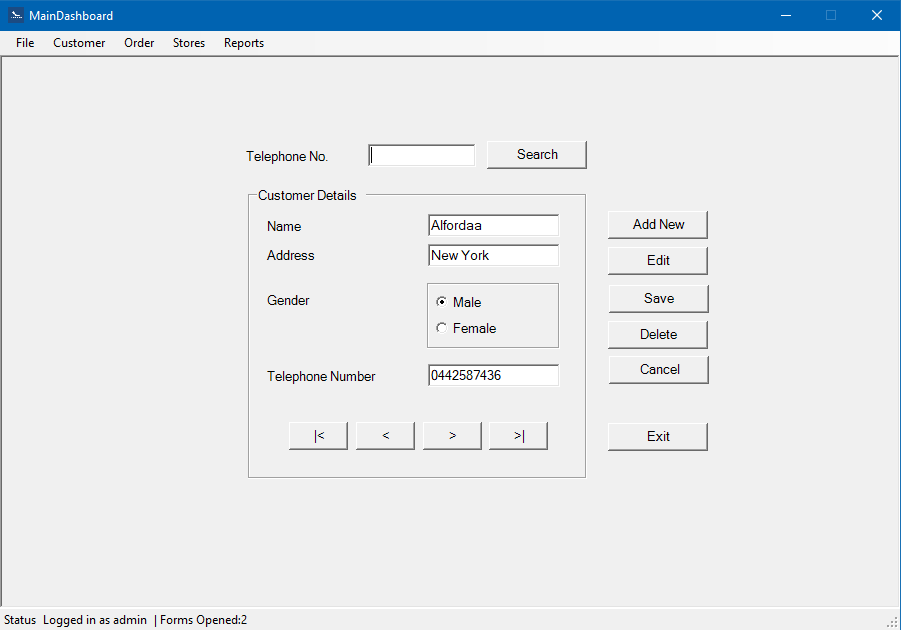 MainDashboard
File Customer Order Stores Reports
Telephone No. Search
Customer Details
Name Alfordaa
Address New York
Gender Male
Female
Telephone Number 0442587436
|< < > >|
Add New
Edit
Save
Delete
Cancel
Exit
Status Logged in as admin | Forms Opened:2